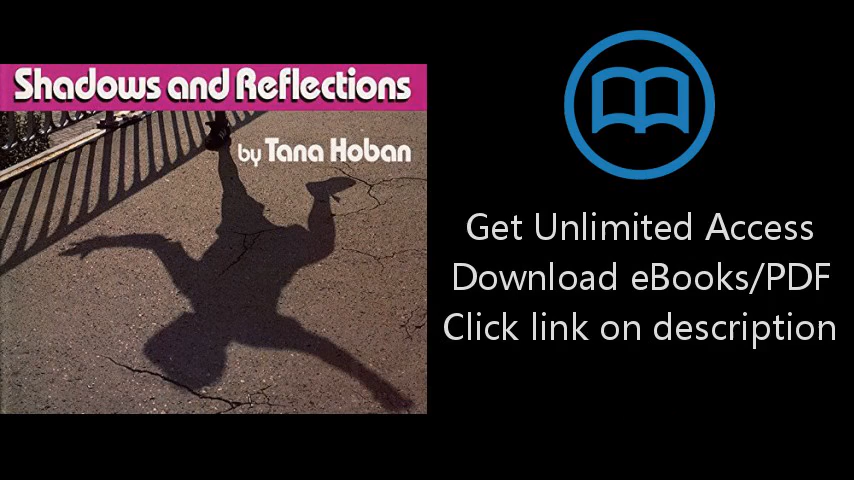 Shadows and Reflections
by Tana Hoban
Get Unlimited Access
Download eBooks/PDF
Click link on description